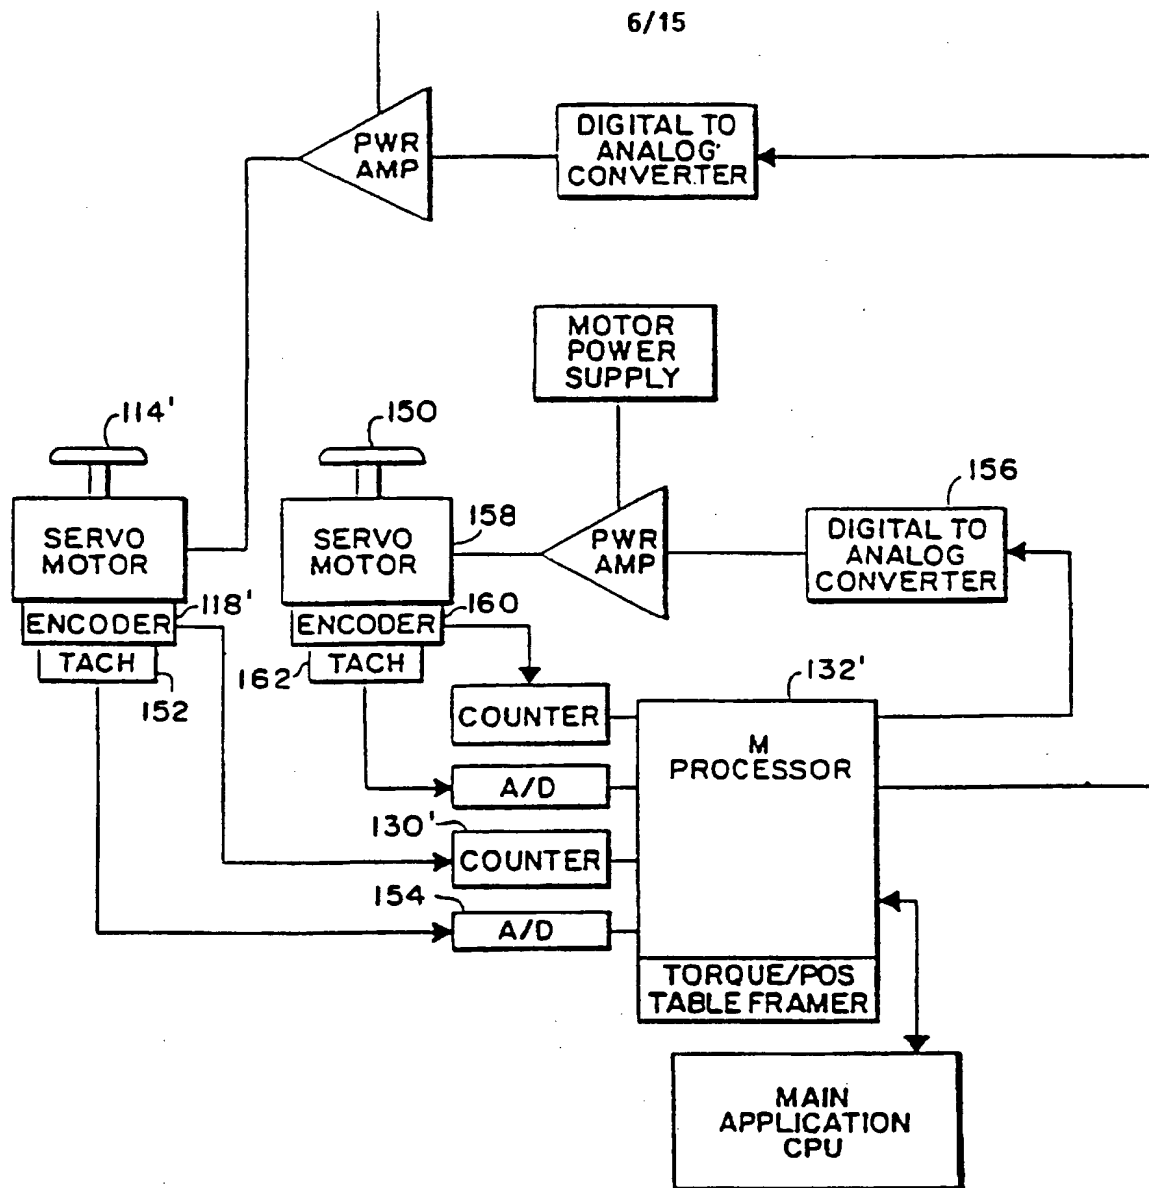 6/15
PWR
AMP
DIGITAL TO
ANALOG
CONVERTER
MOTOR
POWER
SUPPLY
114'
150
156
SERVO
MOTOR
SERVO
MOTOR
158
PWR
AMP
DIGITAL TO
ANALOG
CONVERTER
ENCODER
118'
ENCODER
160
TACH
152
162
TACH
132'
COUNTER
M
PROCESSOR
A/D
130'
COUNTER
154
A/D
TORQUE/POS
TABLE FRAMER
MAIN
APPLICATION
CPU